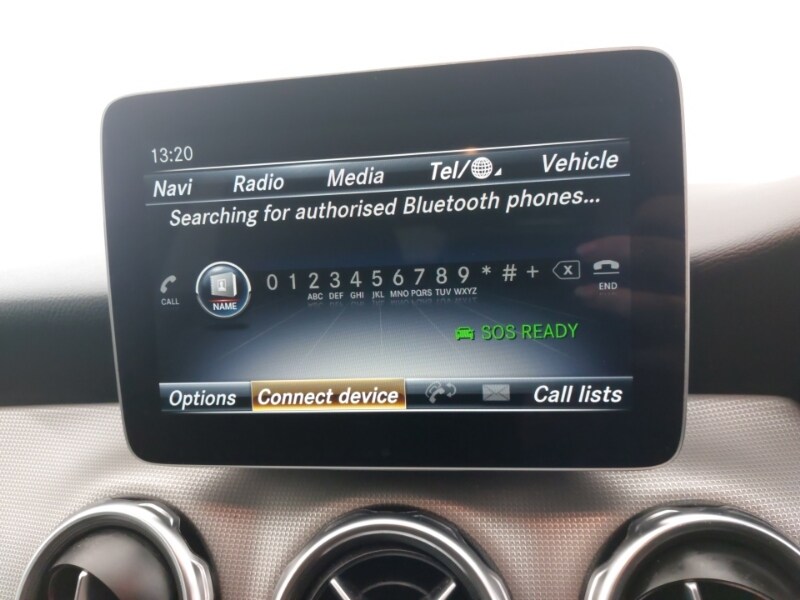 13:20
Navi Radio Media Tel/ Vehicle
Searching for authorised Bluetooth phones...
0 1 2 3 4 5 6 7 8 9 * # + X
ABC DEF GHI JKL MNO PQRS TUV WXYZ
CALL NAME END
SOS READY
Options Connect device Call lists